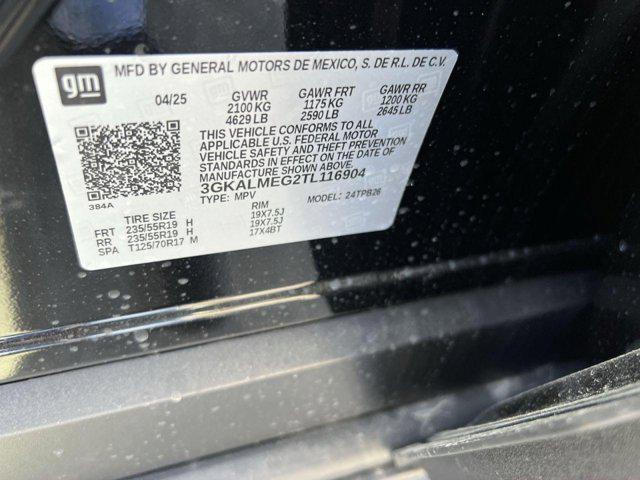 gm
MFD BY GENERAL MOTORS DE MEXICO, S. DE R.L. DE C.V.
04/25 GVWR GAWR FRT GAWR RR
2100 KG 1175 KG 1200 KG
4629 LB 2590 LB 2645 LB
THIS VEHICLE CONFORMS TO ALL
APPLICABLE U.S. FEDERAL MOTOR
VEHICLE SAFETY AND THEFT PREVENTION
STANDARDS IN EFFECT ON THE DATE OF
MANUFACTURE SHOWN ABOVE.
3GKALMEG2TL116904
384A TYPE: MPV MODEL: 24TPB26
TIRE SIZE RIM
FRT 235/55R19 H 19X7.5J
RR 235/55R19 H 19X7.5J
SPA T125/70R17 M 17X4BT